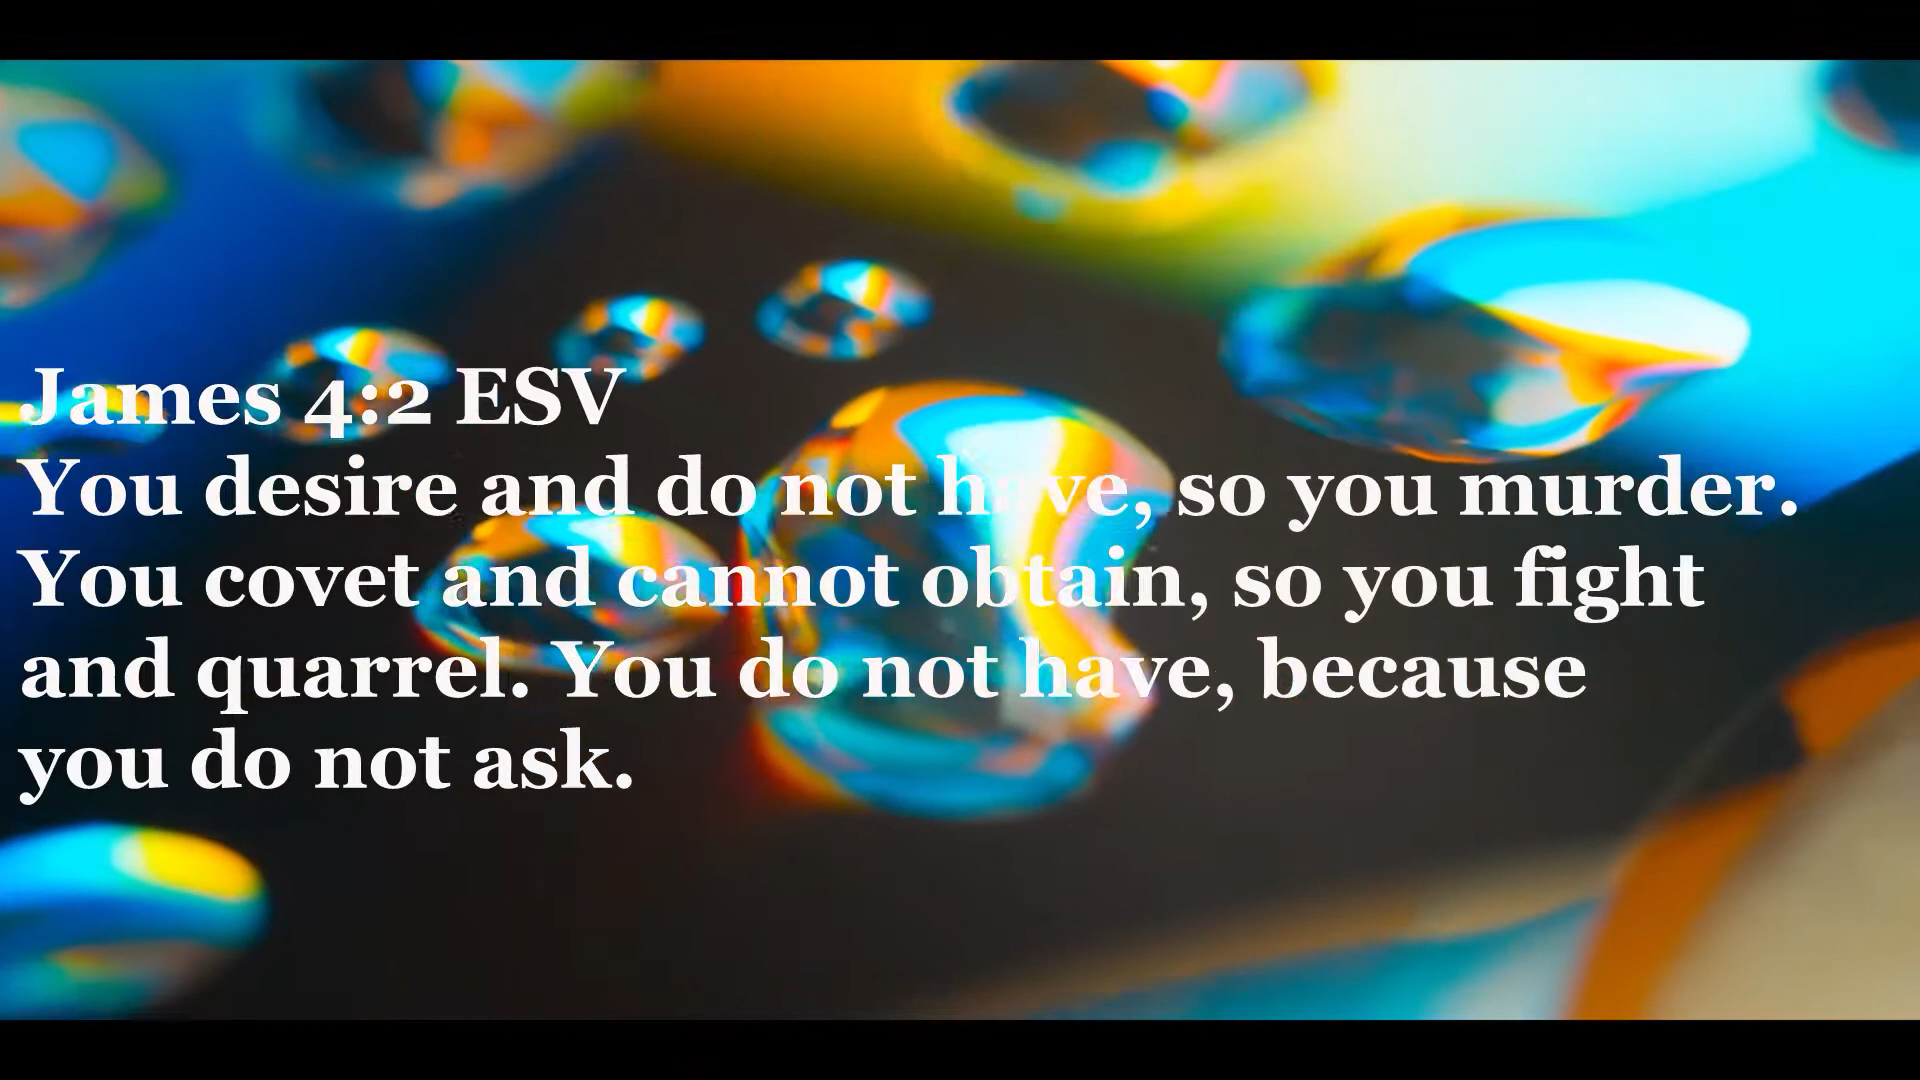 James 4:2 ESV
You desire and do not have, so you murder.
You covet and cannot obtain, so you fight
and quarrel. You do not have, because
you do not ask.